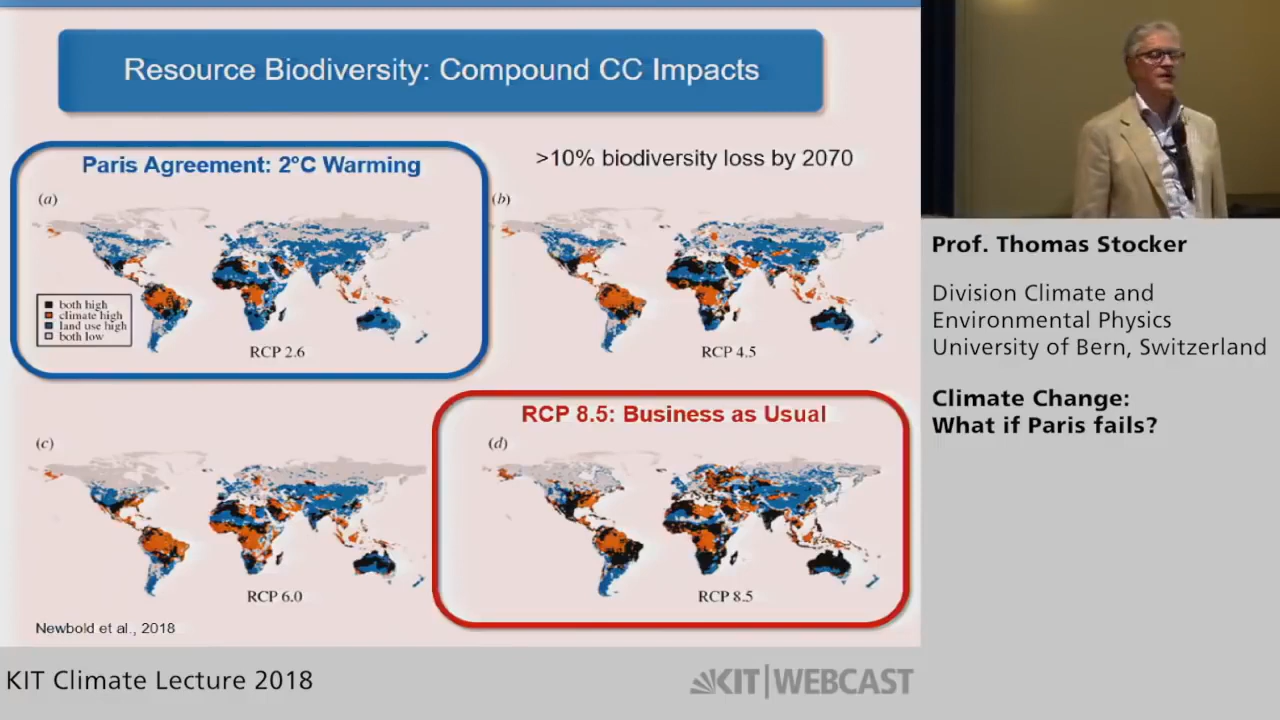 Resource Biodiversity: Compound CC Impacts
Paris Agreement: 2°C Warming
>10% biodiversity loss by 2070
(a)
both high
climate high
land use high
both low
RCP 2.6
(b)
RCP 4.5
(c)
RCP 6.0
RCP 8.5: Business as Usual
(d)
RCP 8.5
Newbold et al., 2018
Prof. Thomas Stocker
Division Climate and
Environmental Physics
University of Bern, Switzerland
Climate Change:
What if Paris fails?
KIT Climate Lecture 2018
KIT|WEBCAST